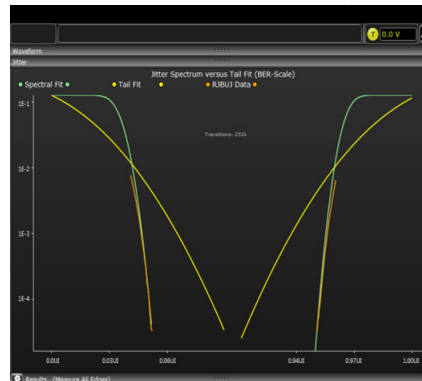 0.0 V
Waveform
Jitter
Jitter Spectrum versus Tail Fit (BER-Scale)
Spectral Fit Tail Fit RJBUJ Data
Transitions: 252k
1E-1
1E-2
1E-3
1E-4
0.01UI 0.03UI 0.06UI 0.94UI 0.97UI 1.00UI
Results (Measure All Edges)